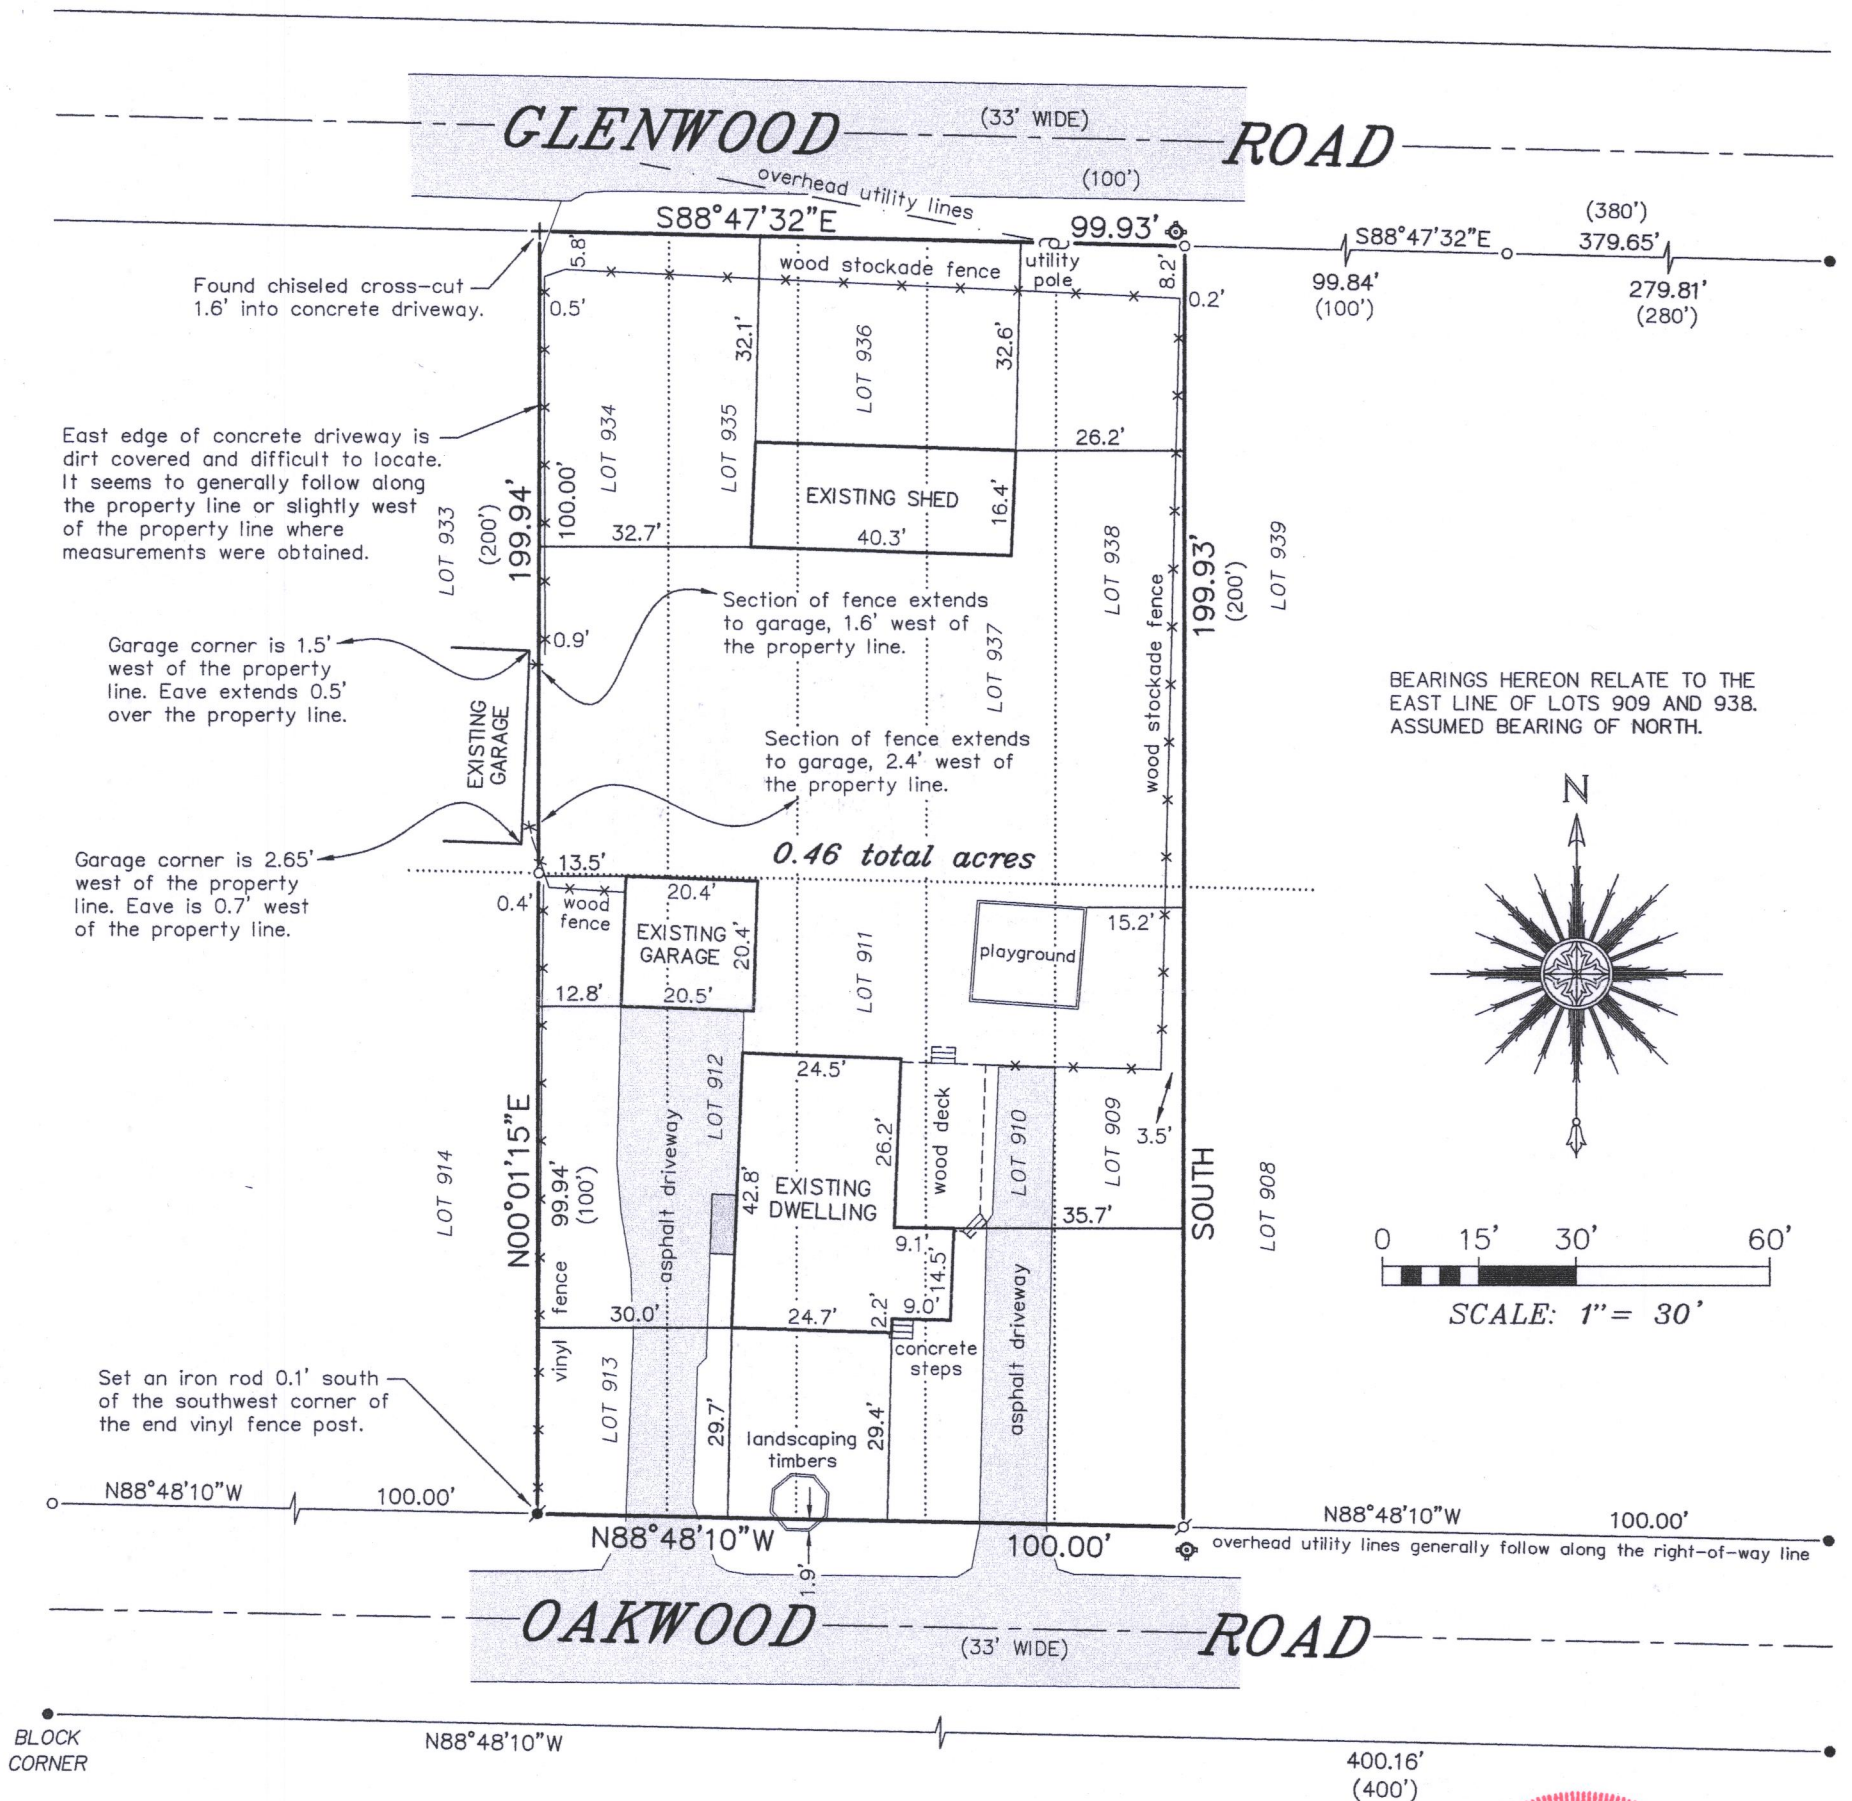 GLENWOOD (33' WIDE) ROAD
overhead utility lines
(100')
S88°47'32"E
99.93'
S88°47'32"E
(380')
379.65'
99.84'
(100')
279.81'
(280')
Found chiseled cross-cut
1.6' into concrete driveway.
5.8'
wood stockade fence
utility
pole
8.2'
0.2'
0.5'
32.1'
LOT 936
32.6'
East edge of concrete driveway is
dirt covered and difficult to locate.
It seems to generally follow along
the property line or slightly west
of the property line where
measurements were obtained.
LOT 934
LOT 935
26.2'
LOT 933
(200')
199.94'
100.00'
EXISTING SHED
16.4'
32.7'
40.3'
LOT 938
199.93'
(200')
LOT 939
wood stockade fence
Section of fence extends
to garage, 1.6' west of
the property line.
LOT 937
Garage corner is 1.5'
west of the property
line. Eave extends 0.5'
over the property line.
0.9'
EXISTING
GARAGE
Section of fence extends
to garage, 2.4' west of
the property line.
BEARINGS HEREON RELATE TO THE
EAST LINE OF LOTS 909 AND 938.
ASSUMED BEARING OF NORTH.
N
Garage corner is 2.65'
west of the property
line. Eave is 0.7' west
of the property line.
13.5'
0.46 total acres
0.4'
wood
fence
20.4'
EXISTING
GARAGE
20.4'
12.8'
20.5'
LOT 911
playground
15.2'
LOT 912
24.5'
wood deck
26.2'
LOT 910
LOT 909
3.5'
LOT 914
N00°01'15"E
99.94'
(100')
asphalt driveway
42.8'
EXISTING
DWELLING
35.7'
SOUTH
LOT 908
9.1'
14.5'
vinyl fence
30.0'
24.7'
2.2'
9.0'
concrete
steps
asphalt driveway
0 15' 30' 60'
SCALE: 1"= 30'
Set an iron rod 0.1' south
of the southwest corner of
the end vinyl fence post.
LOT 913
29.7'
landscaping
timbers
29.4'
N88°48'10"W
100.00'
N88°48'10"W
100.00'
N88°48'10"W
100.00'
overhead utility lines generally follow along the right-of-way line
1.9'
OAKWOOD (33' WIDE) ROAD
BLOCK
CORNER
N88°48'10"W
400.16'
(400')